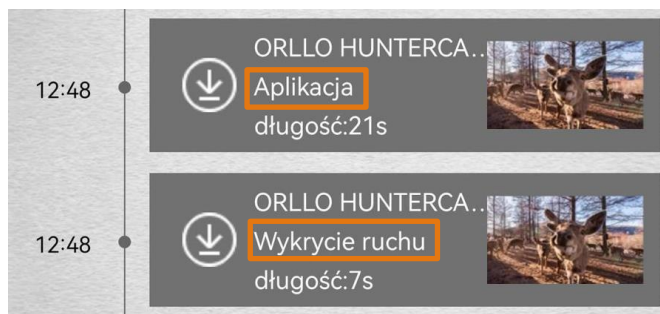 12:48
ORLLO HUNTERCA...
Aplikacja
długość:21s
12:48
ORLLO HUNTERCA...
Wykrycie ruchu
długość:7s